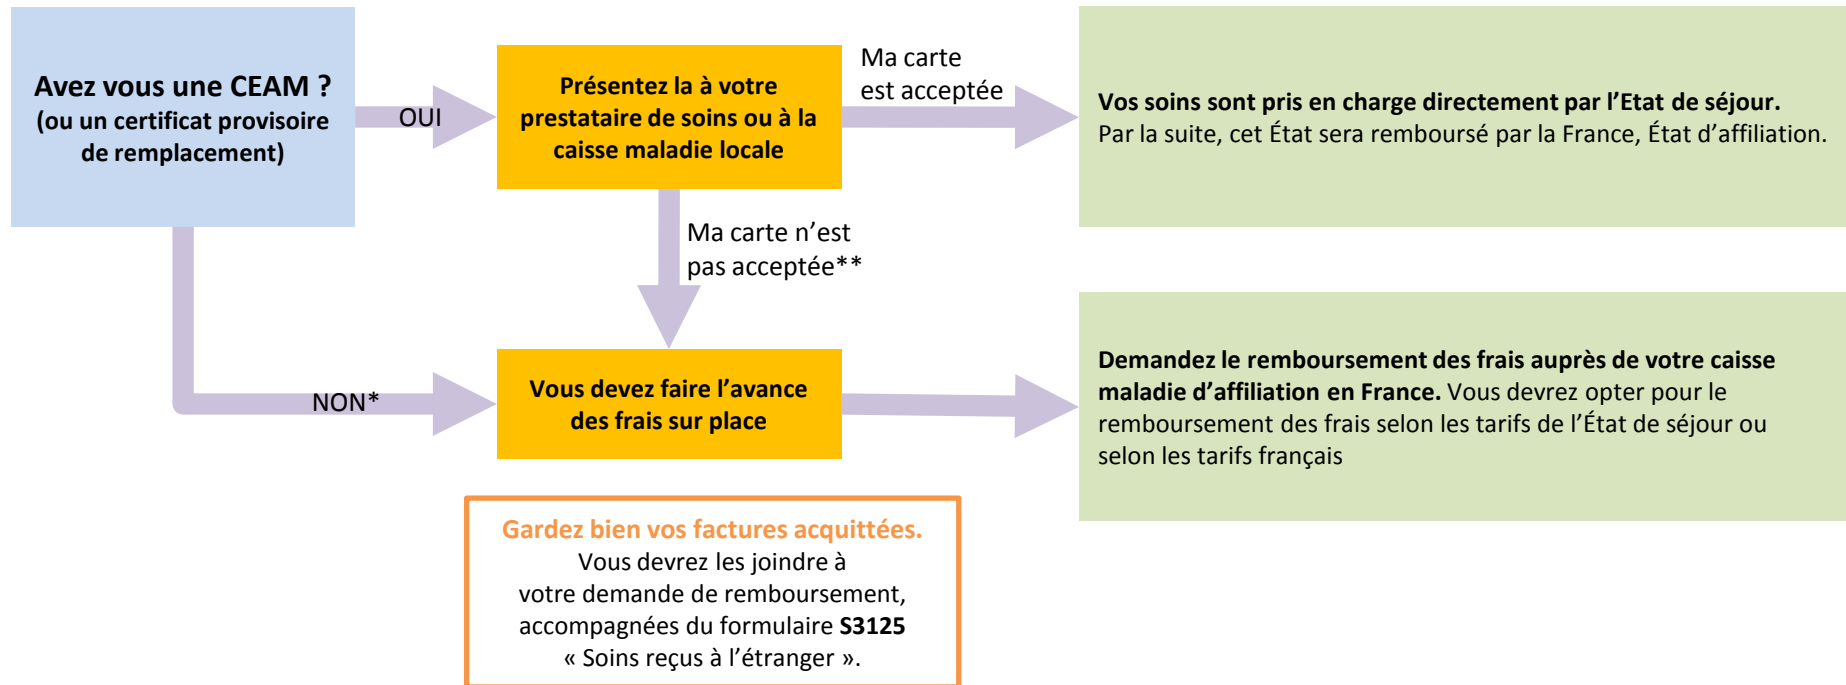 Avez vous une CEAM ?
(ou un certificat provisoire
de remplacement)
OUI
Présentez la à votre
prestataire de soins ou à la
caisse maladie locale
Ma carte
est acceptée
Vos soins sont pris en charge directement par l’Etat de séjour.
Par la suite, cet État sera remboursé par la France, État d’affiliation.
Ma carte n’est
pas acceptée**
NON*
Vous devez faire l’avance
des frais sur place
Demandez le remboursement des frais auprès de votre caisse
maladie d’affiliation en France. Vous devrez opter pour le
remboursement des frais selon les tarifs de l’État de séjour ou
selon les tarifs français
Gardez bien vos factures acquittées.
Vous devrez les joindre à
votre demande de remboursement,
accompagnées du formulaire S3125
« Soins reçus à l’étranger ».